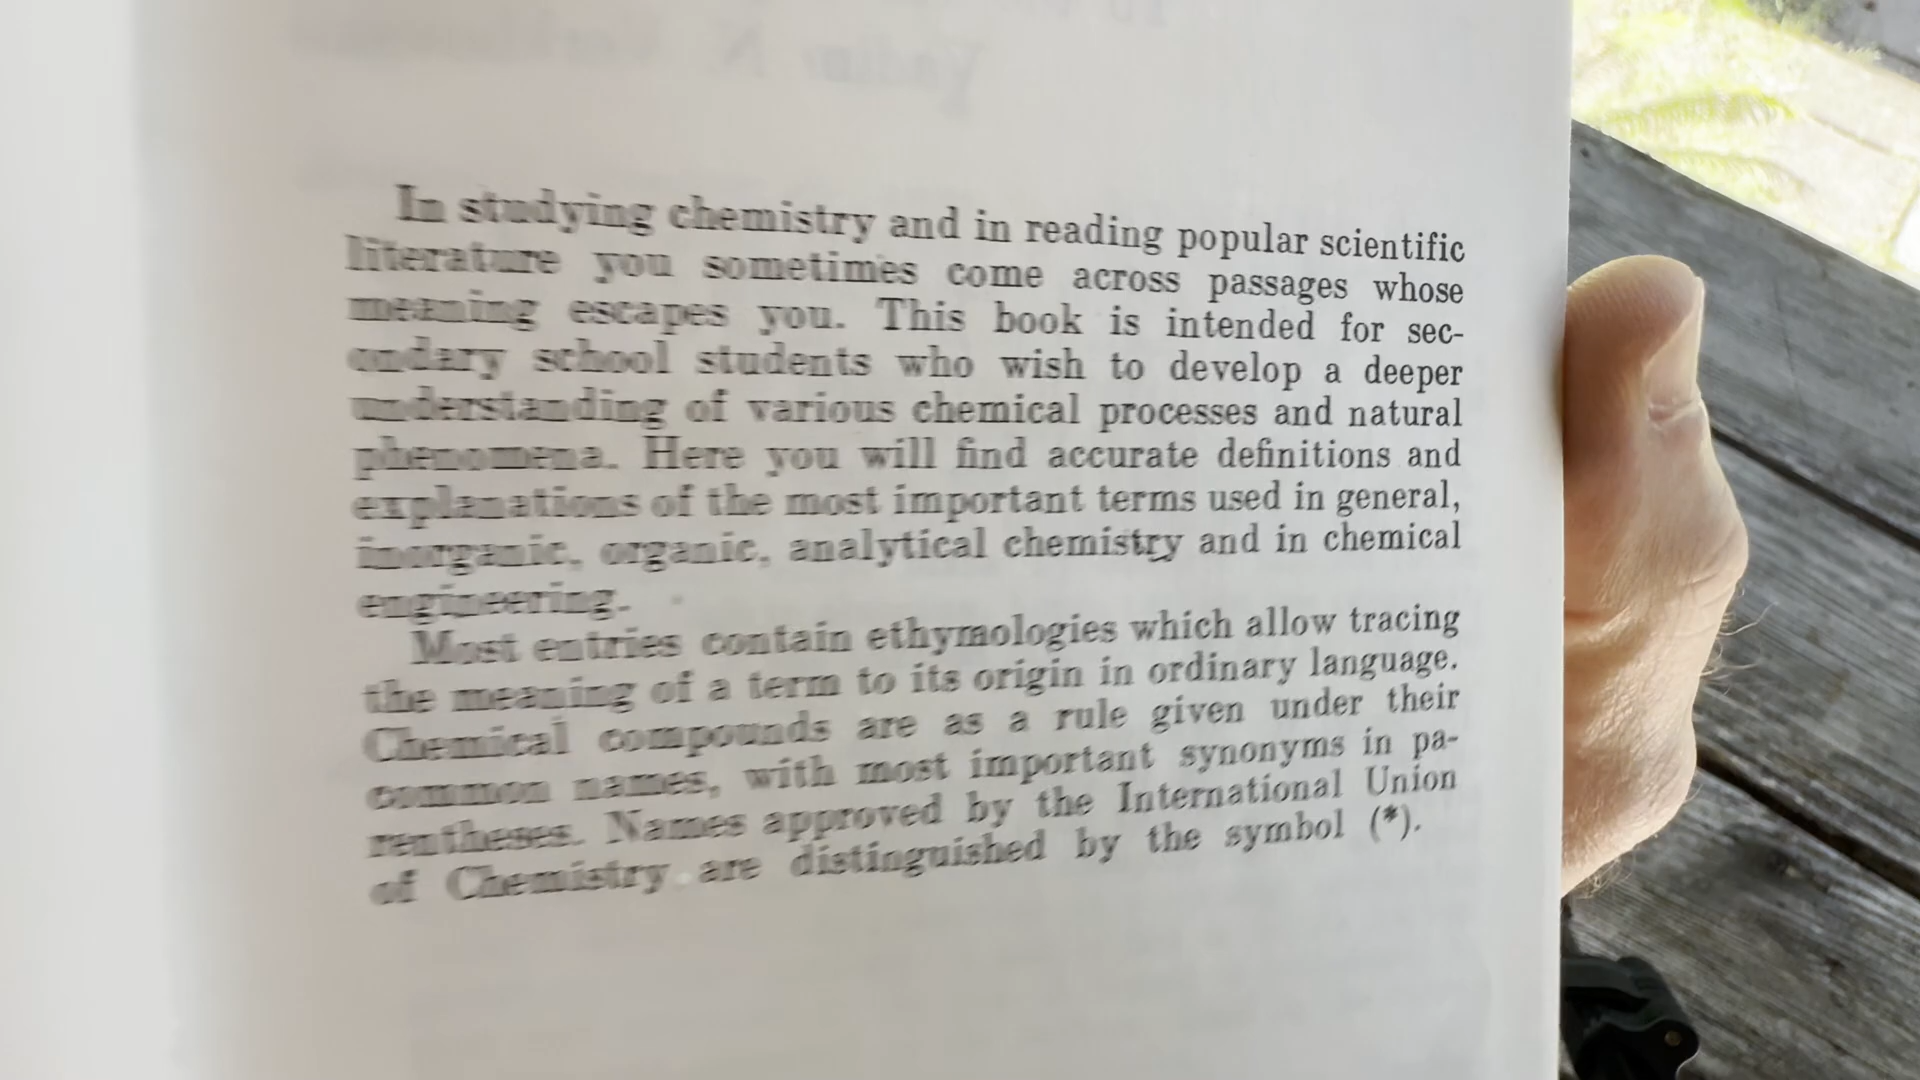 In studying chemistry and in reading popular scientific
literature you sometimes come across passages whose
meaning escapes you. This book is intended for sec-
ondary school students who wish to develop a deeper
understanding of various chemical processes and natural
phenomena. Here you will find accurate definitions and
explanations of the most important terms used in general,
inorganic, organic, analytical chemistry and in chemical
engineering.
Most entries contain ethymologies which allow tracing
the meaning of a term to its origin in ordinary language.
Chemical compounds are as a rule given under their
common names, with most important synonyms in pa-
rentheses. Names approved by the International Union
of Chemistry are distinguished by the symbol (*).